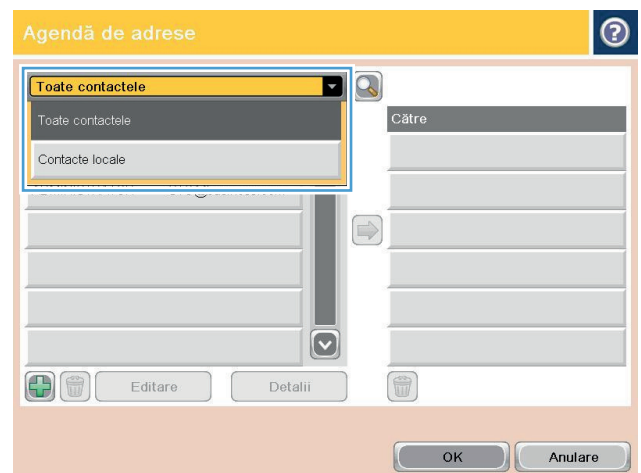 Agendă de adrese
Toate contactele
Toate contactele
Contacte locale
Către
Editare
Detalii
OK
Anulare